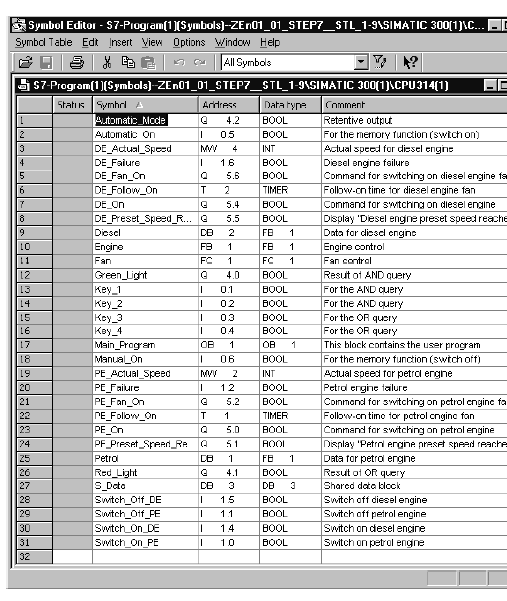 Symbol Editor - S7-Program(1)(Symbols)--ZEn01_01_STEP7__STL_1-9\SIMATIC 300(1)\C...
Symbol Table Edit Insert View Options Window Help
All Symbols
S7-Program(1)(Symbols)--ZEn01_01_STEP7__STL_1-9\SIMATIC 300(1)\CPU314(1)
Status Symbol Address Data type Comment
1 Automatic_Mode Q 4.2 BOOL Retentive output
2 Automatic_On I 0.5 BOOL For the memory function (switch on)
3 DE_Actual_Speed MW 4 INT Actual speed for diesel engine
4 DE_Failure I 1.6 BOOL Diesel engine failure
5 DE_Fan_On Q 5.6 BOOL Command for switching on diesel engine fa
6 DE_Follow_On T 2 TIMER Follow-on time for diesel engine fan
7 DE_On Q 5.4 BOOL Command for switching on diesel engine
8 DE_Preset_Speed_R... Q 5.5 BOOL Display "Diesel engine preset speed reache
9 Diesel DB 2 FB 1 Data for diesel engine
10 Engine FB 1 FB 1 Engine control
11 Fan FC 1 FC 1 Fan control
12 Green_Light Q 4.0 BOOL Result of AND query
13 Key_1 I 0.1 BOOL For the AND query
14 Key_2 I 0.2 BOOL For the AND query
15 Key_3 I 0.3 BOOL For the OR query
16 Key_4 I 0.4 BOOL For the OR query
17 Main_Program OB 1 OB 1 This block contains the user program
18 Manual_On I 0.6 BOOL For the memory function (switch off)
19 PE_Actual_Speed MW 2 INT Actual speed for petrol engine
20 PE_Failure I 1.2 BOOL Petrol engine failure
21 PE_Fan_On Q 5.2 BOOL Command for switching on petrol engine fa
22 PE_Follow_On T 1 TIMER Follow-on time for petrol engine fan
23 PE_On Q 5.0 BOOL Command for switching on petrol engine
24 PE_Preset_Speed_Re Q 5.1 BOOL Display "Petrol engine preset speed reache
25 Petrol DB 1 FB 1 Data for petrol engine
26 Red_Light Q 4.1 BOOL Result of OR query
27 S_Data DB 3 DB 3 Shared data block
28 Switch_Off_DE I 1.5 BOOL Switch off diesel engine
29 Switch_Off_PE I 1.1 BOOL Switch off petrol engine
30 Switch_On_DE I 1.4 BOOL Switch on diesel engine
31 Switch_On_PE I 1.0 BOOL Switch on petrol engine
32